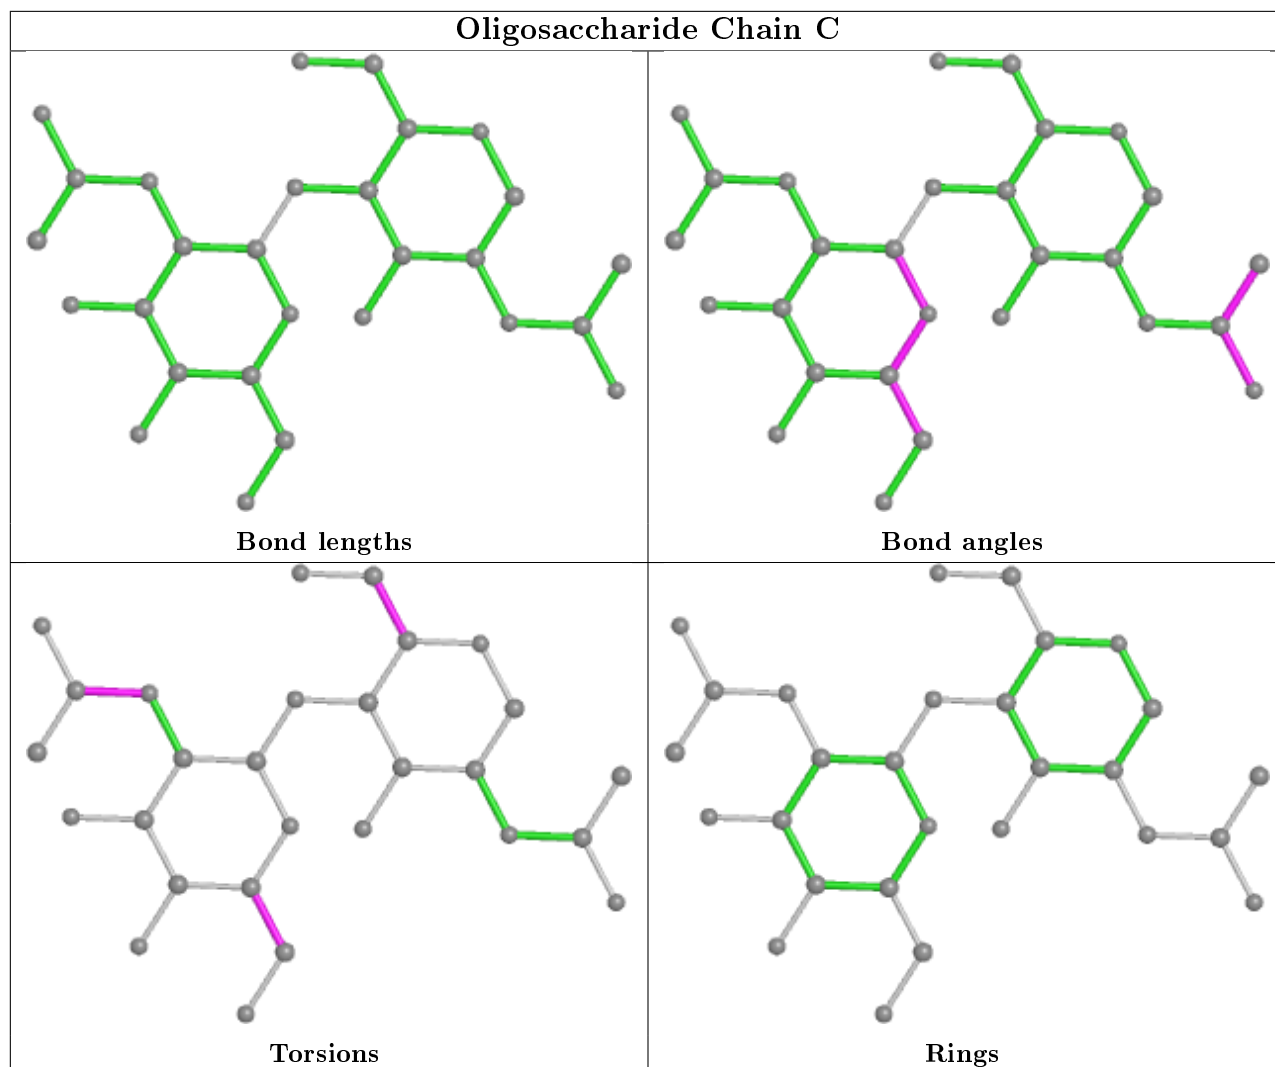 Oligosaccharide Chain C
Bond lengths
Bond angles
Torsions
Rings